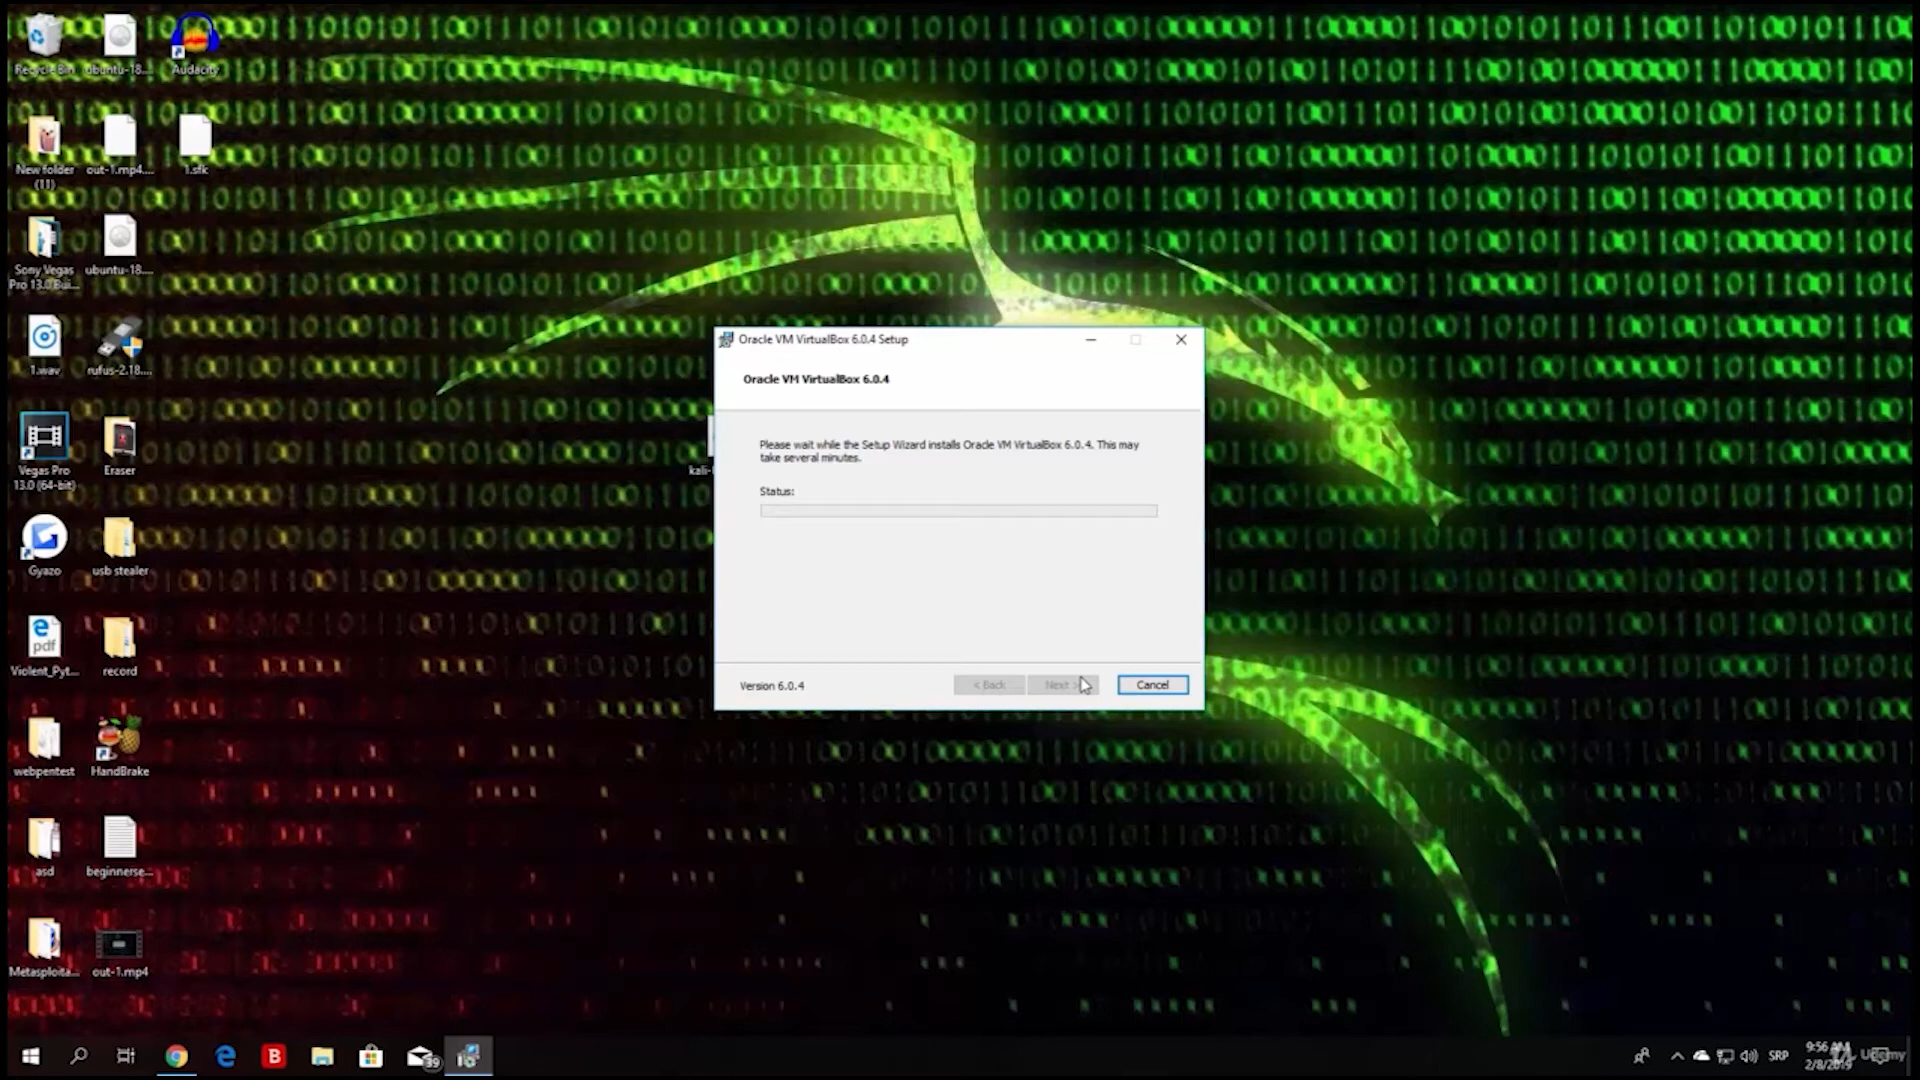 Recycle Bin
ubuntu-18....
Audacity
New folder
(11)
out-1.mp4....
1.sfk
Sony Vegas
Pro 13.0 Bui...
ubuntu-18....
1.wav
rufus-2.18....
Vegas Pro
13.0 (64-bit)
Eraser
Gyazo
usb stealer
pdf
Violent_Pyt...
record
webpentest
HandBrake
asd
beginnerse...
Metasploita...
out-1.mp4
kali-
Oracle VM VirtualBox 6.0.4 Setup
Oracle VM VirtualBox 6.0.4
Please wait while the Setup Wizard installs Oracle VM VirtualBox 6.0.4. This may
take several minutes.
Status:
Version 6.0.4
< Back
Next >
Cancel
B
39
SRP
9:56 AM
2/8/2019
Udemy